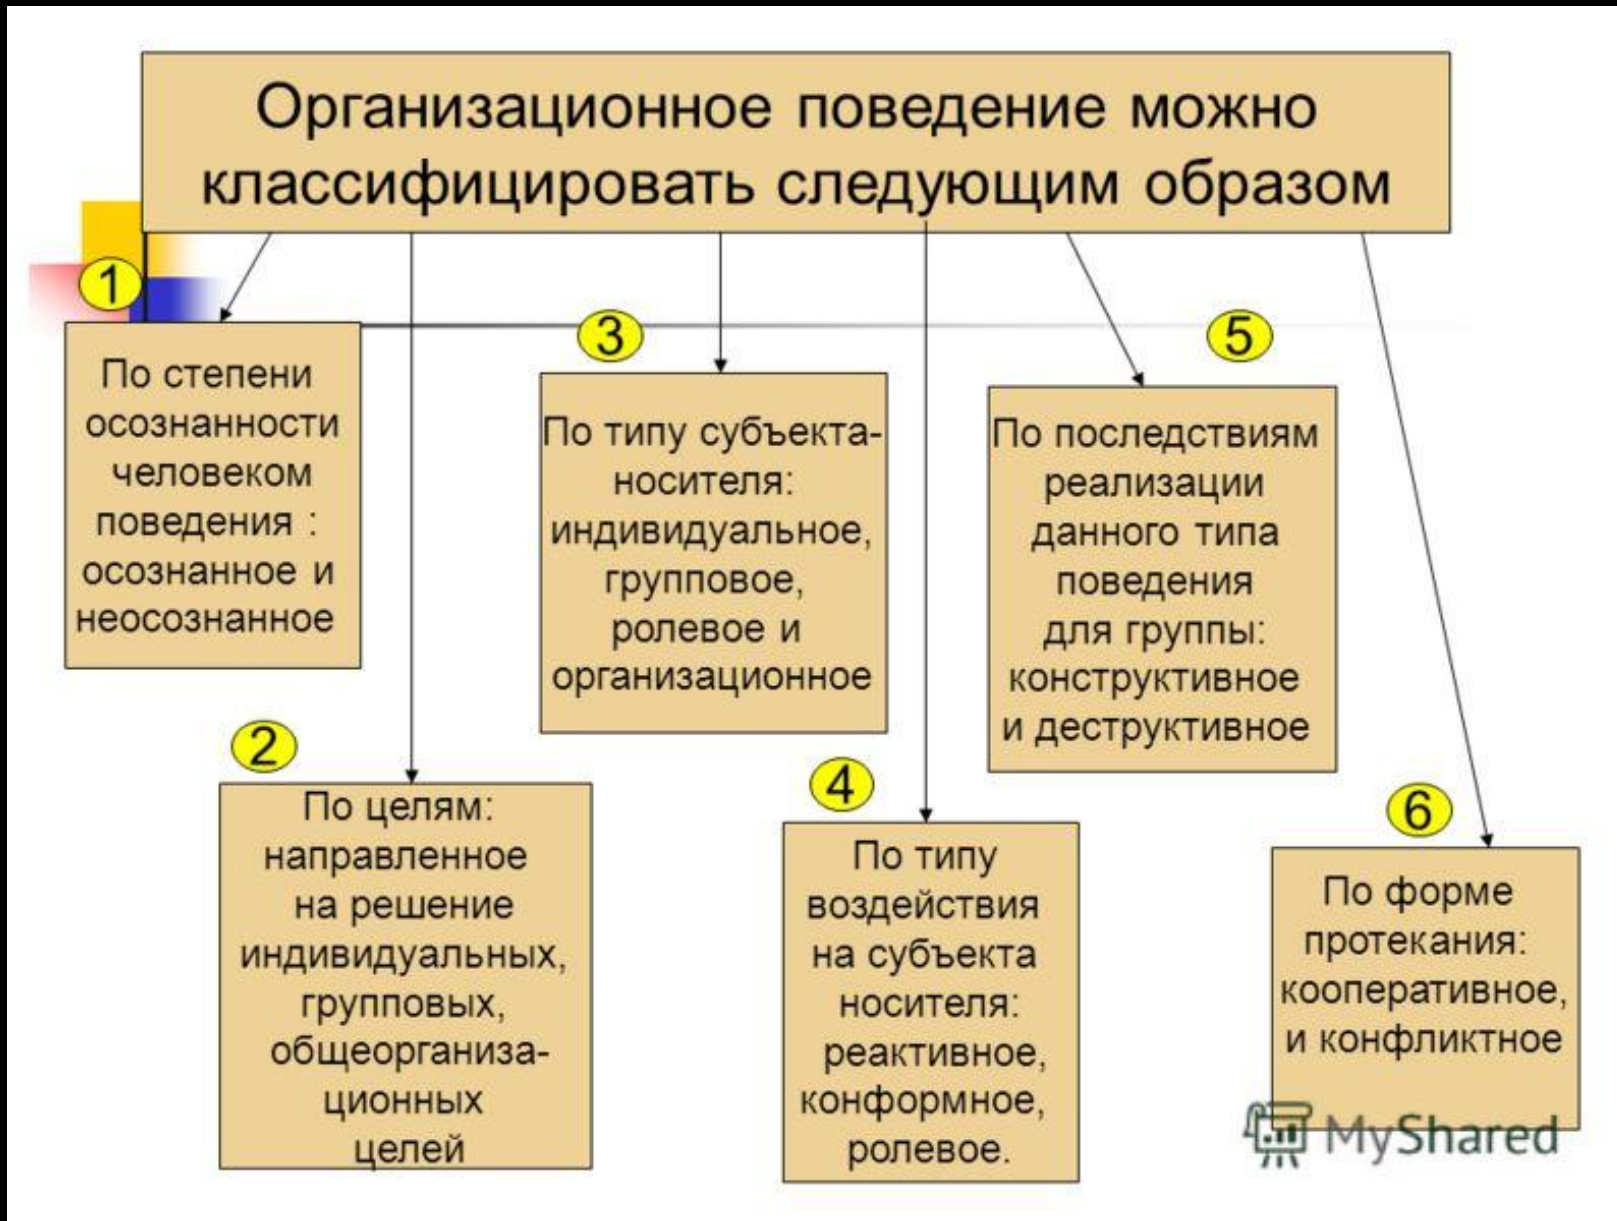 Организационное поведение можно
классифицировать следующим образом
1
По степени
осознанности
человеком
поведения :
осознанное и
неосознанное
2
По целям:
направленное
на решение
индивидуальных,
групповых,
общеорганиза-
ционных
целей
3
По типу субъекта-
носителя:
индивидуальное,
групповое,
ролевое и
организационное
4
По типу
воздействия
на субъекта
носителя:
реактивное,
конформное,
ролевое.
5
По последствиям
реализации
данного типа
поведения
для группы:
конструктивное
и деструктивное
6
По форме
протекания:
кооперативное,
и конфликтное
MyShared